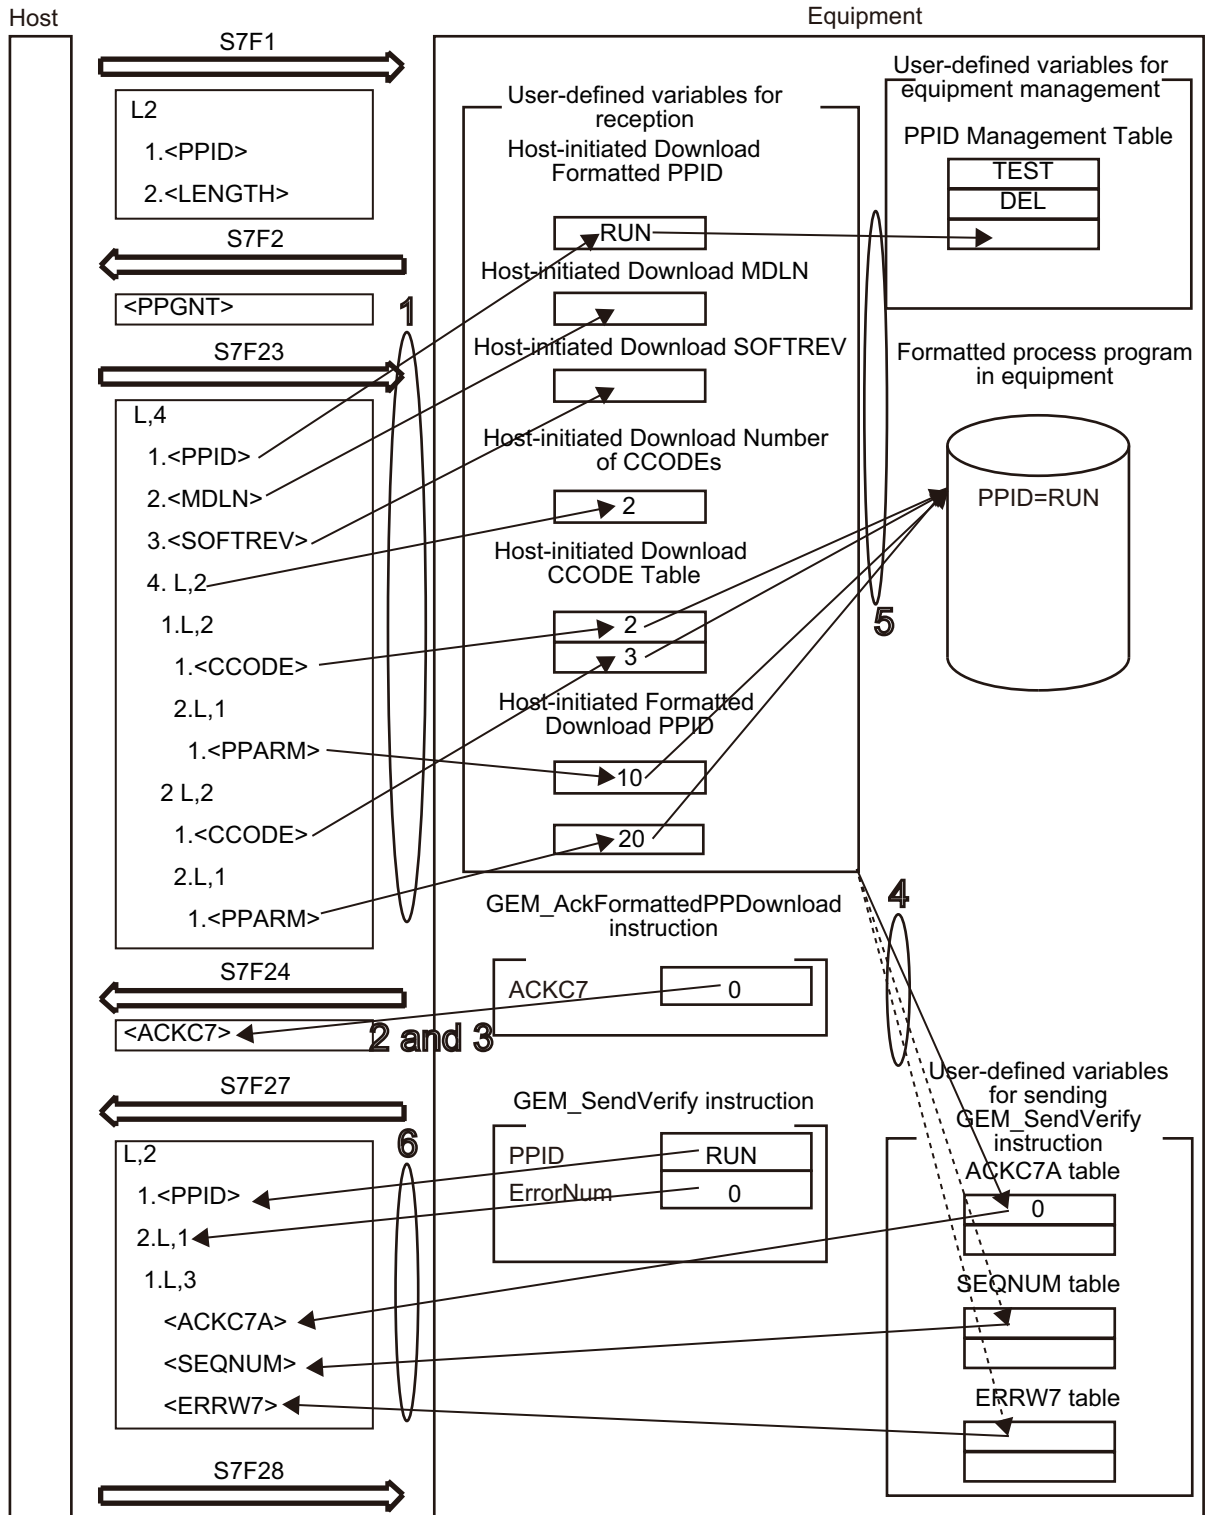 Host
Equipment
S7F1
L2
1.<PPID>
2.<LENGTH>
S7F2
<PPGNT>
1
S7F23
L,4
1.<PPID>
2.<MDLN>
3.<SOFTREV>
4. L,2
1.L,2
1.<CCODE>
2.L,1
1.<PPARM>
2 L,2
1.<CCODE>
2.L,1
1.<PPARM>
S7F24
<ACKC7>
2 and 3
S7F27
6
L,2
1.<PPID>
2.L,1
1.L,3
<ACKC7A>
<SEQNUM>
<ERRW7>
S7F28
User-defined variables for
reception
Host-initiated Download
Formatted PPID
RUN
Host-initiated Download MDLN
Host-initiated Download SOFTREV
Host-initiated Download Number
of CCODEs
2
Host-initiated Download
CCODE Table
2
3
Host-initiated Formatted
Download PPID
10
20
GEM_AckFormattedPPDownload
instruction
ACKC7
0
GEM_SendVerify instruction
PPID
RUN
ErrorNum
0
User-defined variables for
equipment management
PPID Management Table
TEST
DEL
Formatted process program
in equipment
PPID=RUN
5
4
User-defined variables
for sending
GEM_SendVerify
instruction
ACKC7A table
0
SEQNUM table
ERRW7 table